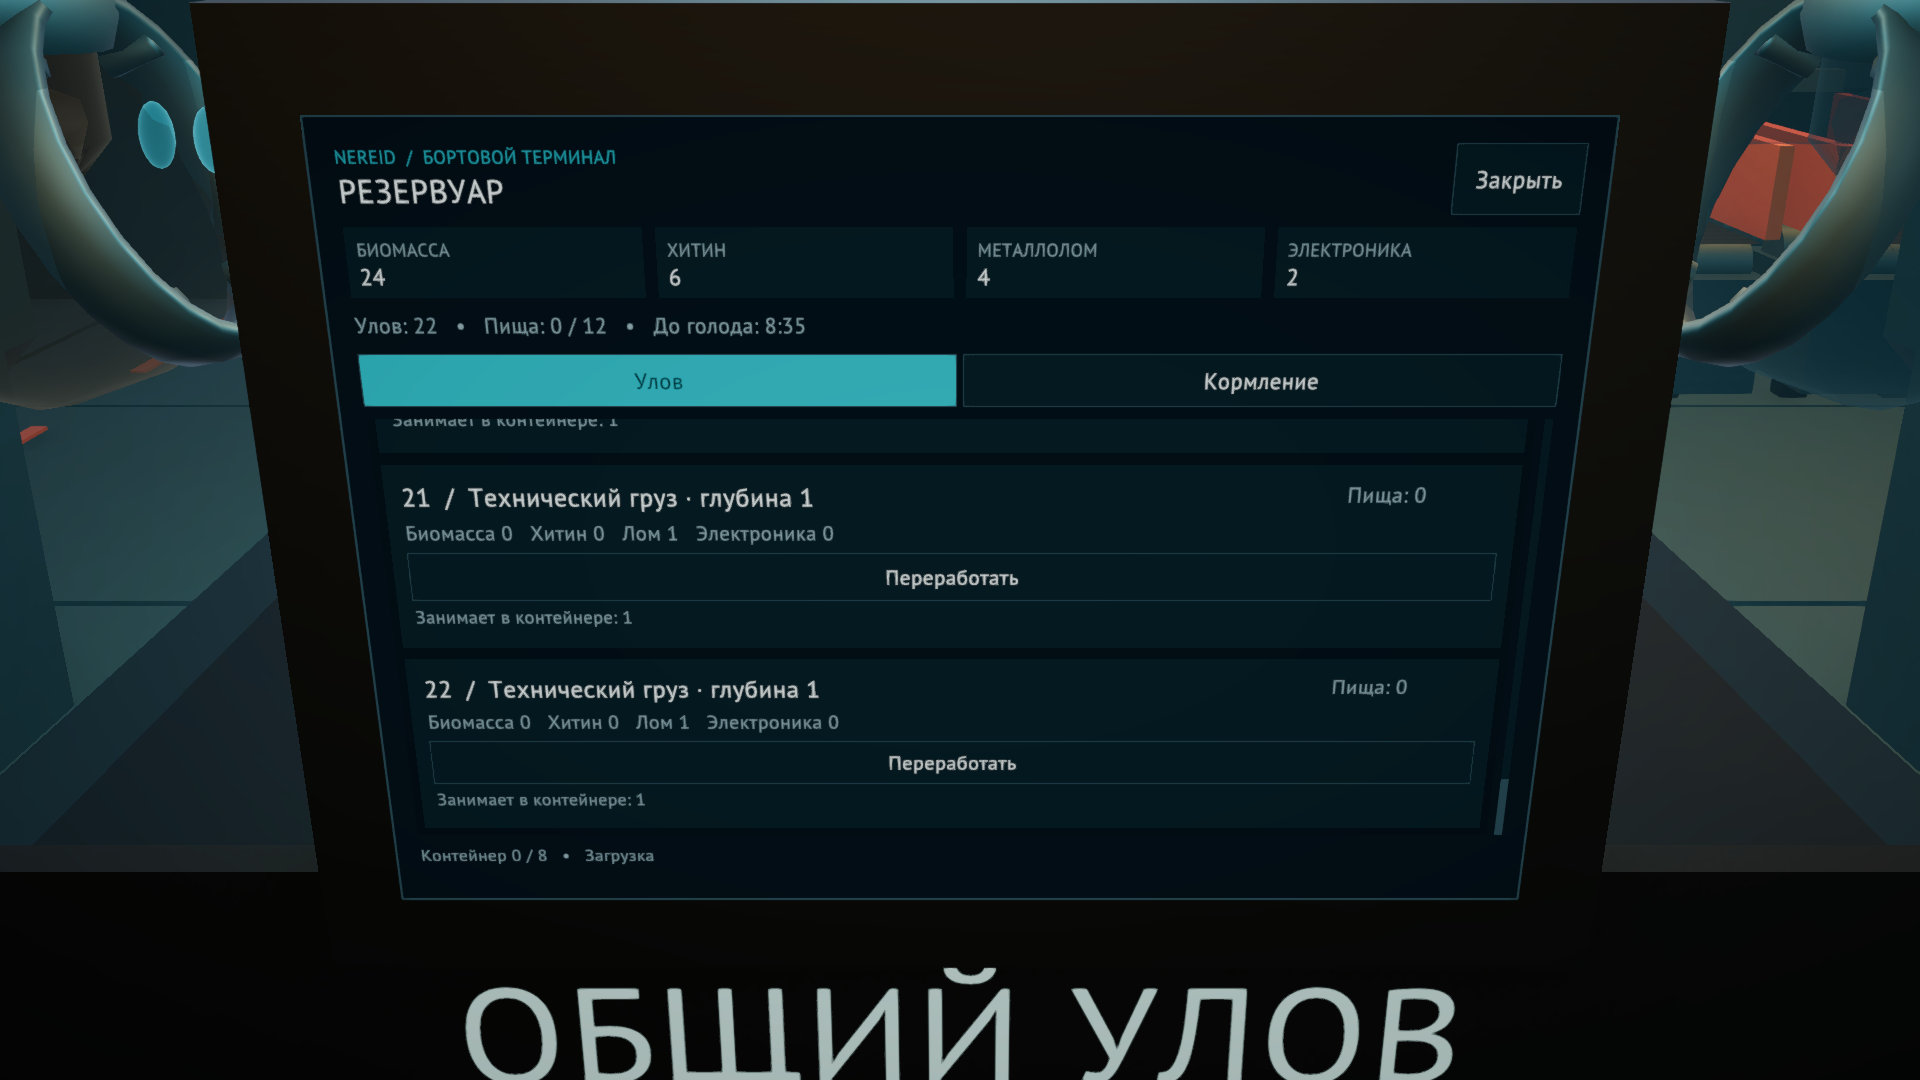 NEREID / БОРТОВОЙ ТЕРМИНАЛ
РЕЗЕРВУАР
Закрыть
БИОМАССА
24
ХИТИН
6
МЕТАЛЛОЛОМ
4
ЭЛЕКТРОНИКА
2
Улов: 22 • Пища: 0 / 12 • До голода: 8:35
Улов
Кормление
Занимает в контейнере: 1
21 / Технический груз · глубина 1
Пища: 0
Биомасса 0 Хитин 0 Лом 1 Электроника 0
Переработать
Занимает в контейнере: 1
22 / Технический груз · глубина 1
Пища: 0
Биомасса 0 Хитин 0 Лом 1 Электроника 0
Переработать
Занимает в контейнере: 1
Контейнер 0 / 8 • Загрузка
ОБЩИЙ УЛОВ